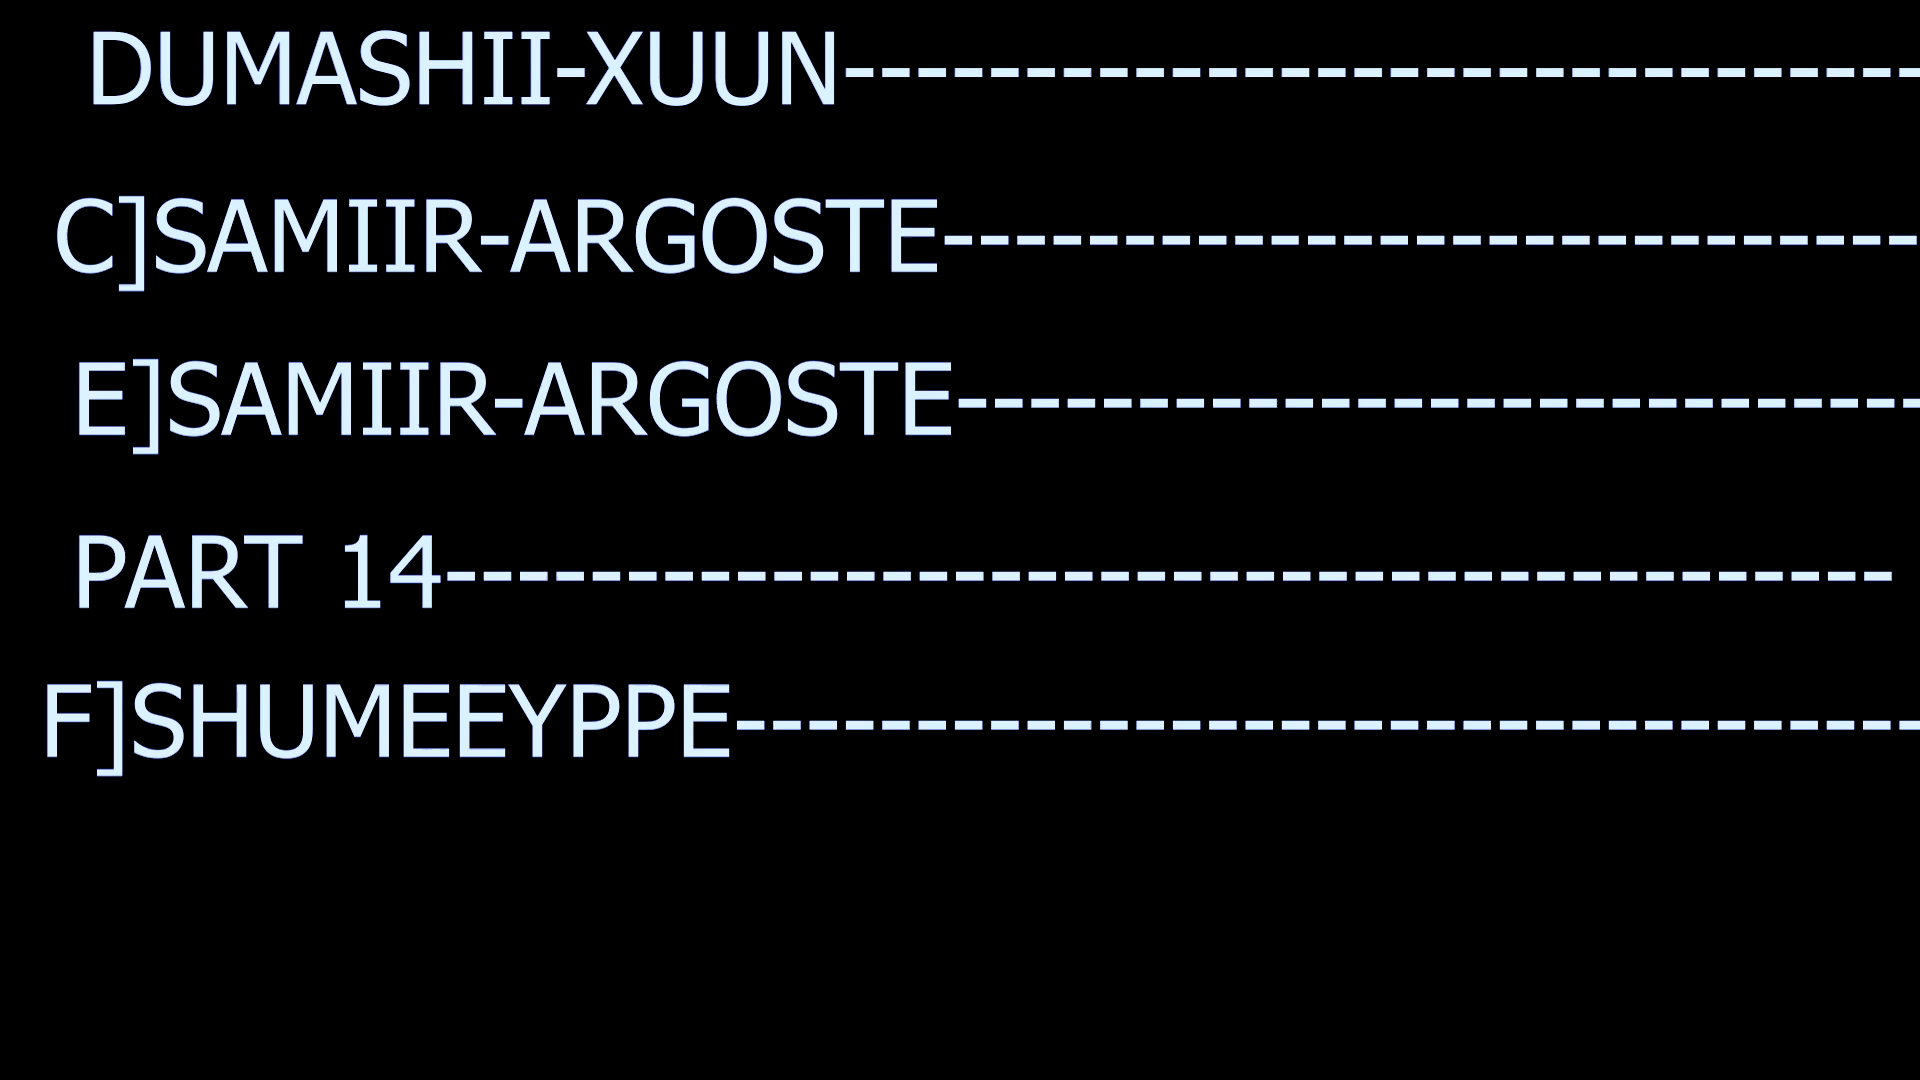 DUMASHII-XUUN------------------------------
C]SAMIIR-ARGOSTE---------------------------
E]SAMIIR-ARGOSTE---------------------------
PART 14----------------------------------------
F]SHUMEEYPPE---------------------------------